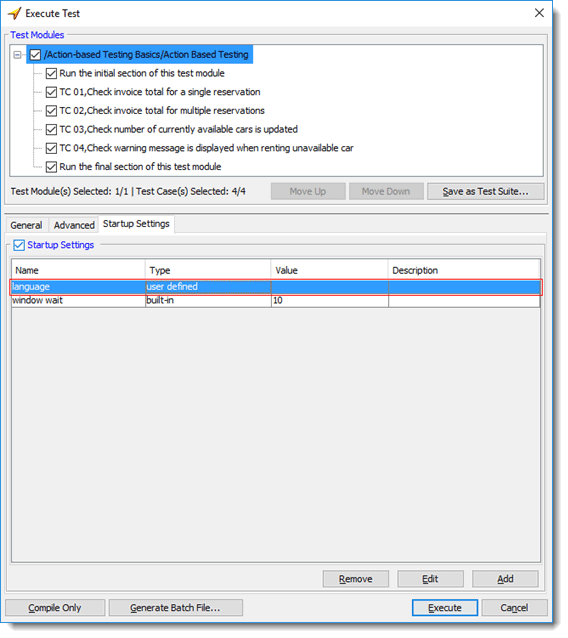 Execute Test
Test Modules
/Action-based Testing Basics/Action Based Testing
Run the initial section of this test module
TC 01,Check invoice total for a single reservation
TC 02,Check invoice total for multiple reservations
TC 03,Check number of currently available cars is updated
TC 04,Check warning message is displayed when renting unavailable car
Run the final section of this test module
Test Module(s) Selected: 1/1 | Test Case(s) Selected: 4/4 Move Up Move Down Save as Test Suite...
General Advanced Startup Settings
Startup Settings
Name Type Value Description
language user defined
window wait built-in 10
Remove Edit Add
Compile Only Generate Batch File... Execute Cancel